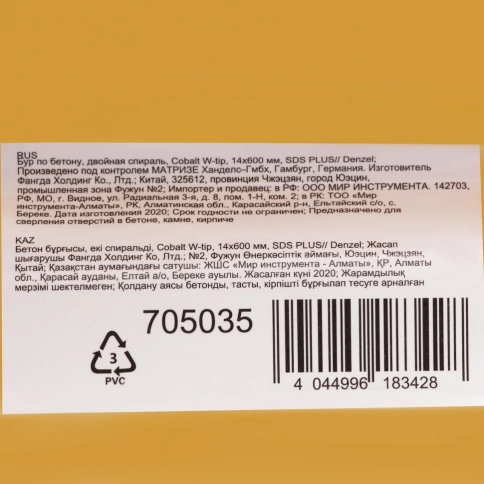 RUS
Бур по бетону, двойная спираль, Cobalt W-tip, 14x600 мм, SDS PLUS// Denzel;
Произведено под контролем МАТРИЗЕ Хандело–Гмбх, Гамбург, Германия. Изготовитель
Фангда Холдинг Ко., Лтд.; Китай, 325612, провинция Чжэцзян, город Юэцин,
промышленная зона Фужун №2; Импортер и продавец: в РФ: ООО МИР ИНСТРУМЕНТА. 142703,
РФ, МО, г. Видное, ул. Радиальная 3-я, д. 8, пом. 1-Н, ком. 2; в РК: ТОО «Мир
инструмента-Алматы», РК, Алматинская обл., Карасайский р-н, Ельтайский с/о, с.
Береке. Дата изготовления 2020; Срок годности не ограничен; Предназначено для
сверления отверстий в бетоне, камне, кирпиче
KAZ
Бетон бұрғысы, екі спиральді, Cobalt W-tip, 14x600 мм, SDS PLUS// Denzel; Жасап
шығарушы Фангда Холдинг Ко, Лтд.; №2, Фужун Өнеркәсіптік аймағы, Юэцин, Чжэцзян,
Қытай; Қазақстан аумағындағы сатушы: ЖШС «Мир инструмента - Алматы», ҚР, Алматы
обл., Қарасай ауданы, Елтай а/о, Береке ауылы. Жасалған күні 2020; Жарамдылық
мерзімі шектелмеген; Қолдану аясы бетонды, тасты, кірпішті бұрғылап тесуге арналған
705035
3
PVC
4 044996 183428